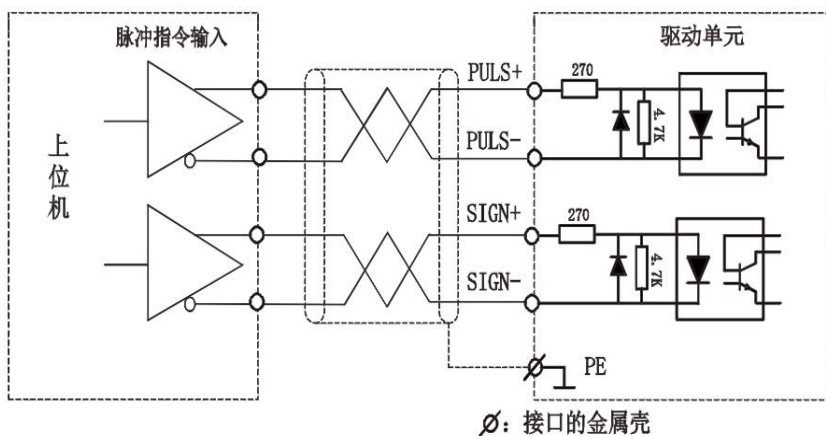 脉冲指令输入
驱动单元
上位机
PULS+
270
4.7K
PULS-
SIGN+
270
4.7K
SIGN-
PE
: 接口的金属壳